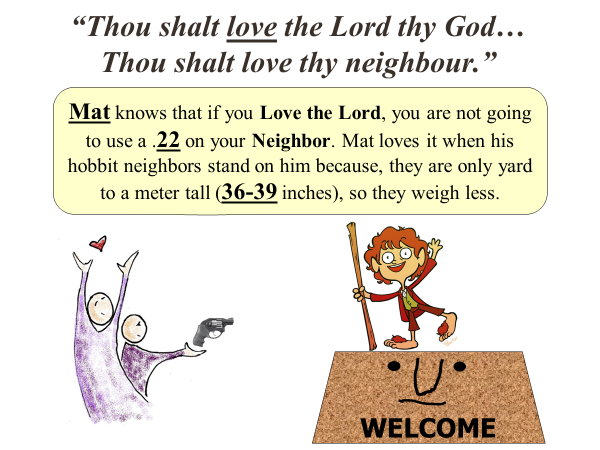 “Thou shalt love the Lord thy God…
Thou shalt love thy neighbour.”
Mat knows that if you Love the Lord, you are not going
to use a .22 on your Neighbor. Mat loves it when his
hobbit neighbors stand on him because, they are only yard
to a meter tall (36-39 inches), so they weigh less.
WELCOME